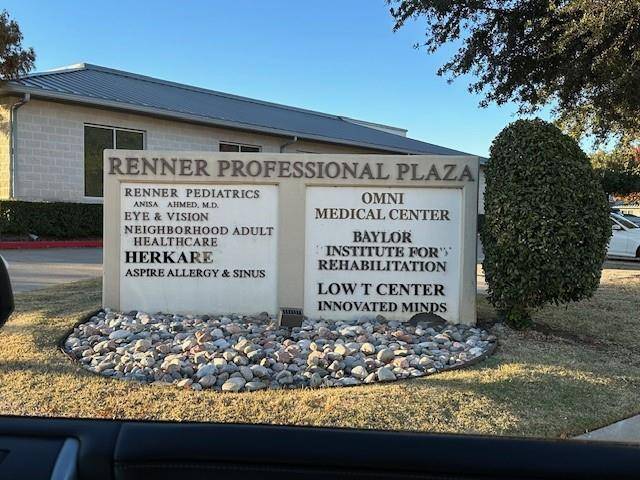 RENNER PROFESSIONAL PLAZA
RENNER PEDIATRICS
ANISA AHMED, M.D.
EYE & VISION
NEIGHBORHOOD ADULT
HEALTHCARE
HERKARE
ASPIRE ALLERGY & SINUS
OMNI
MEDICAL CENTER
BAYLOR
INSTITUTE FOR
REHABILITATION
LOW T CENTER
INNOVATED MINDS